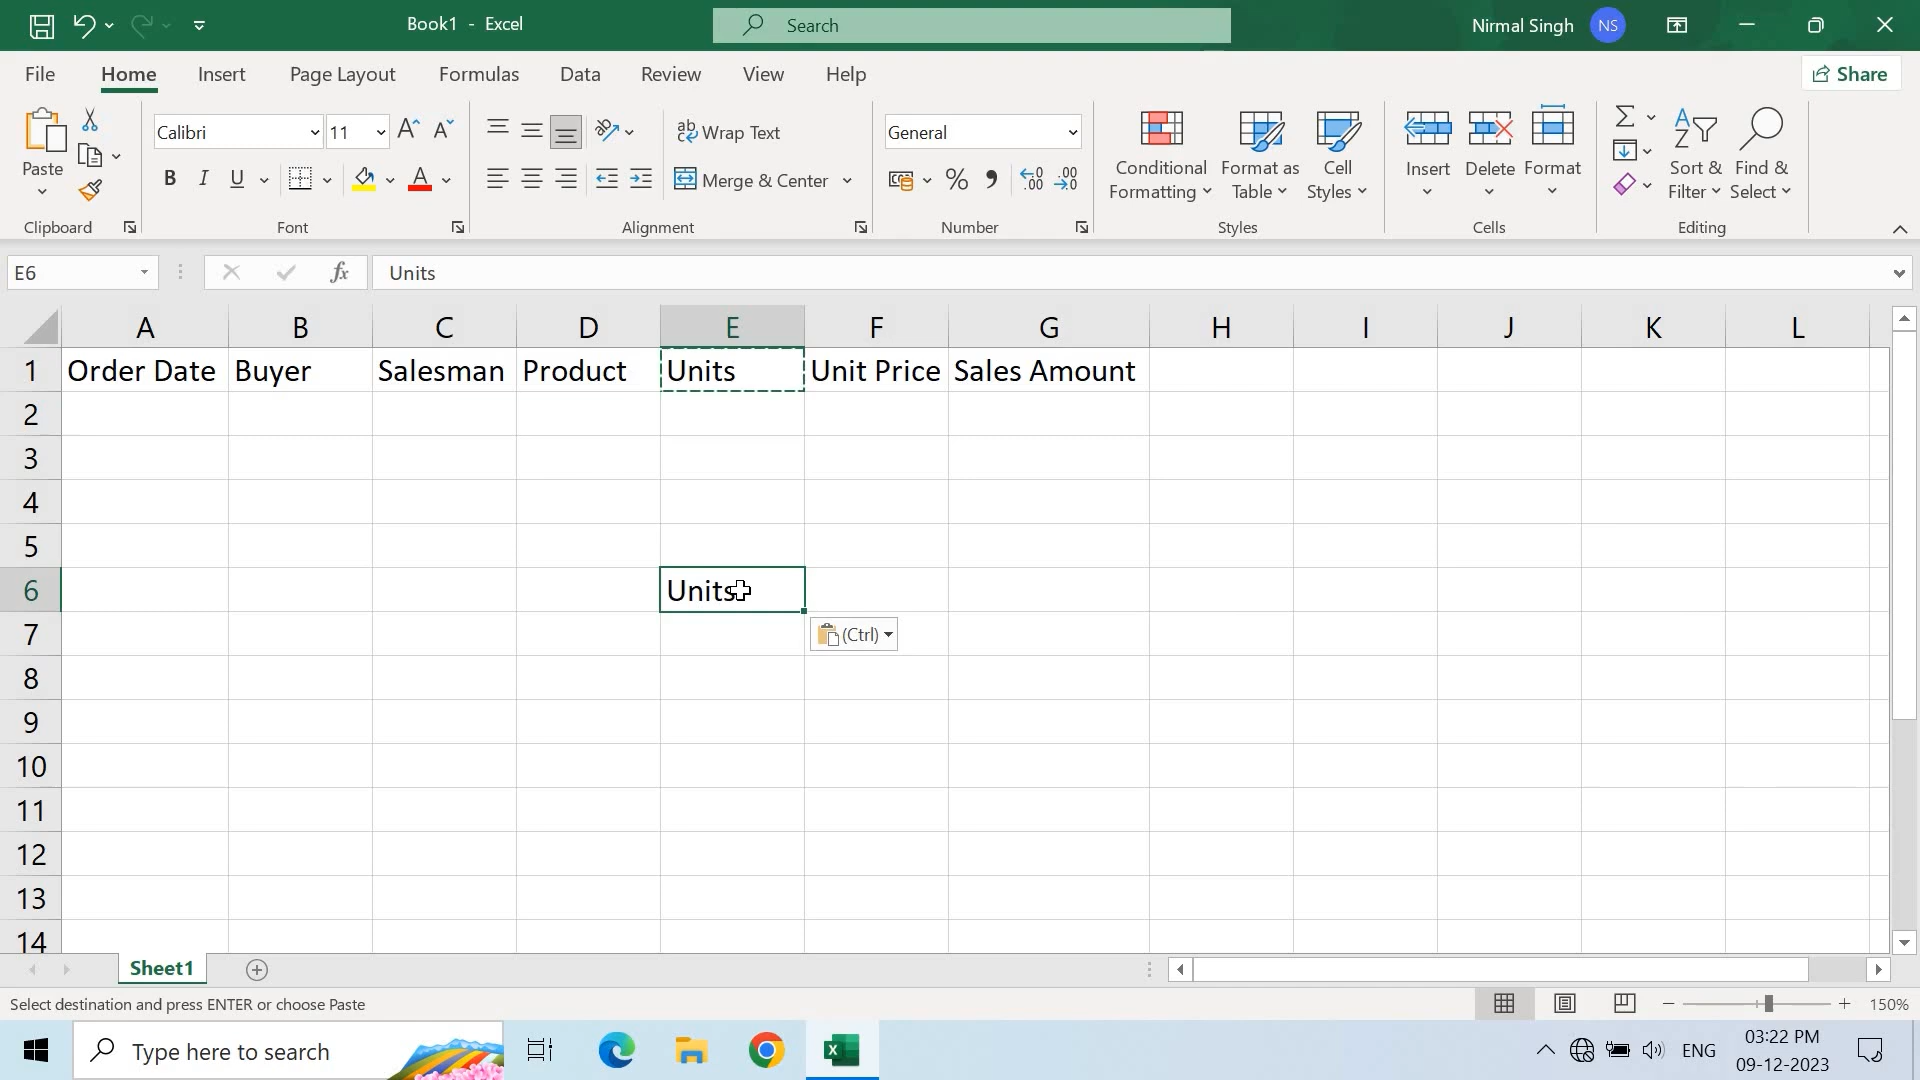 Book1 - Excel
Search
Nirmal Singh
NS
File Home Insert Page Layout Formulas Data Review View Help
Share
Calibri
11
Wrap Text
General
Paste
B I U A
Merge & Center
% 9
Conditional Formatting
Format as Table
Cell Styles
Insert Delete Format
Sort & Filter
Find & Select
Clipboard Font Alignment Number Styles Cells Editing
E6
fx
Units
A B C D E F G H I J K L
1 Order Date Buyer Salesman Product Units Unit Price Sales Amount
2
3
4
5
6 Units
7 (Ctrl)
8
9
10
11
12
13
14
Sheet1
Select destination and press ENTER or choose Paste
150%
Type here to search
ENG
03:22 PM
09-12-2023